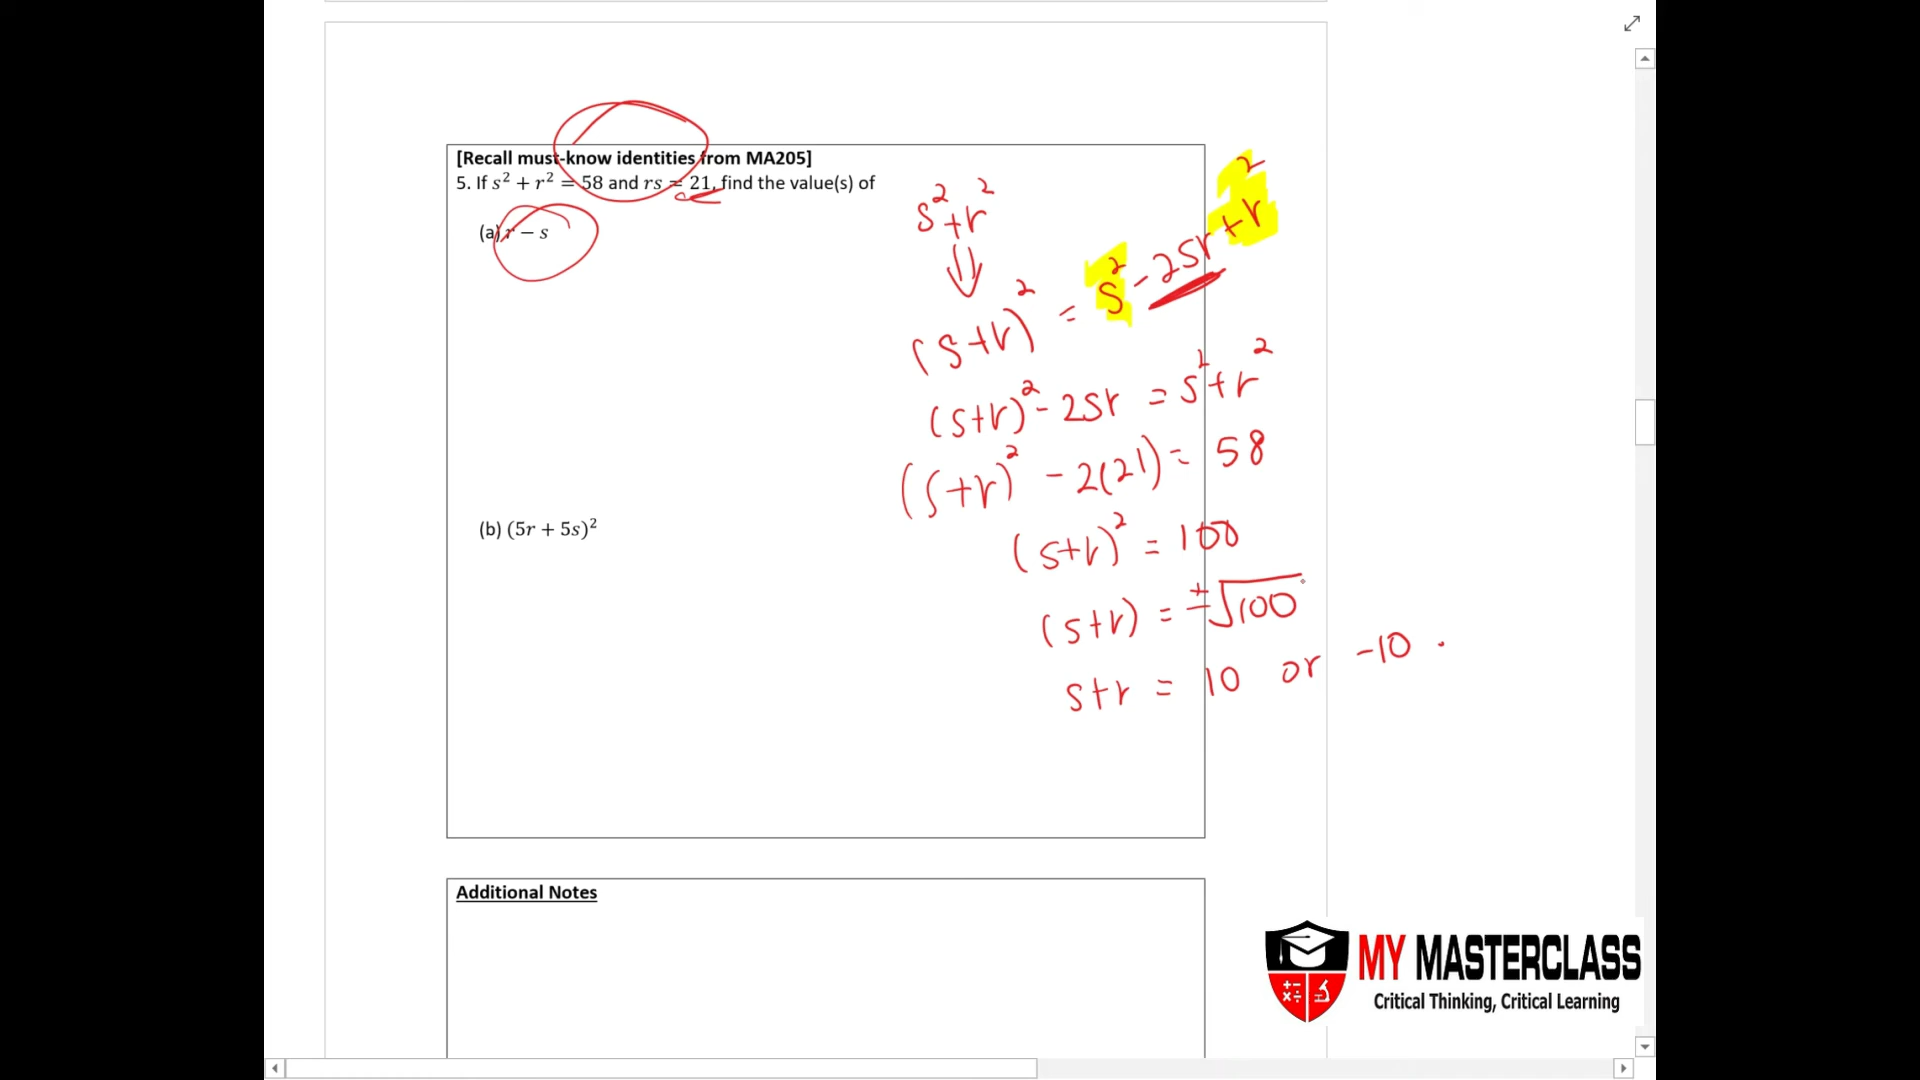 [Recall must-know identities from MA205]
5. If s² + r² = 58 and rs = 21, find the value(s) of
(a) r − s
(b) (5r + 5s)²
s² + r²
(s+r)² = s² - 2sr + r²
(s+r)² - 2sr = s² + r²
(s+r)² - 2(21) = 58
(s+r)² = 100
(s+r) = ±√100
s+r = 10 or -10
Additional Notes
MY MASTERCLASS
Critical Thinking, Critical Learning